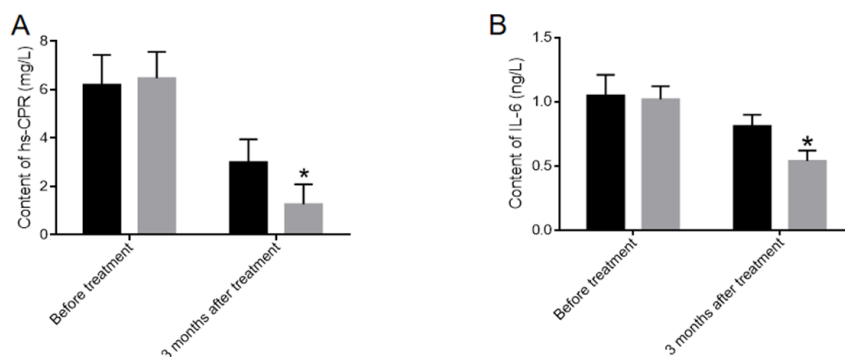 A
Content of hs-CPR (mg/L)
8
6
4
2
0
*
Before treatment
3 months after treatment
B
Content of IL-6 (ng/L)
1.5
1.0
0.5
0.0
*
Before treatment
3 months after treatment